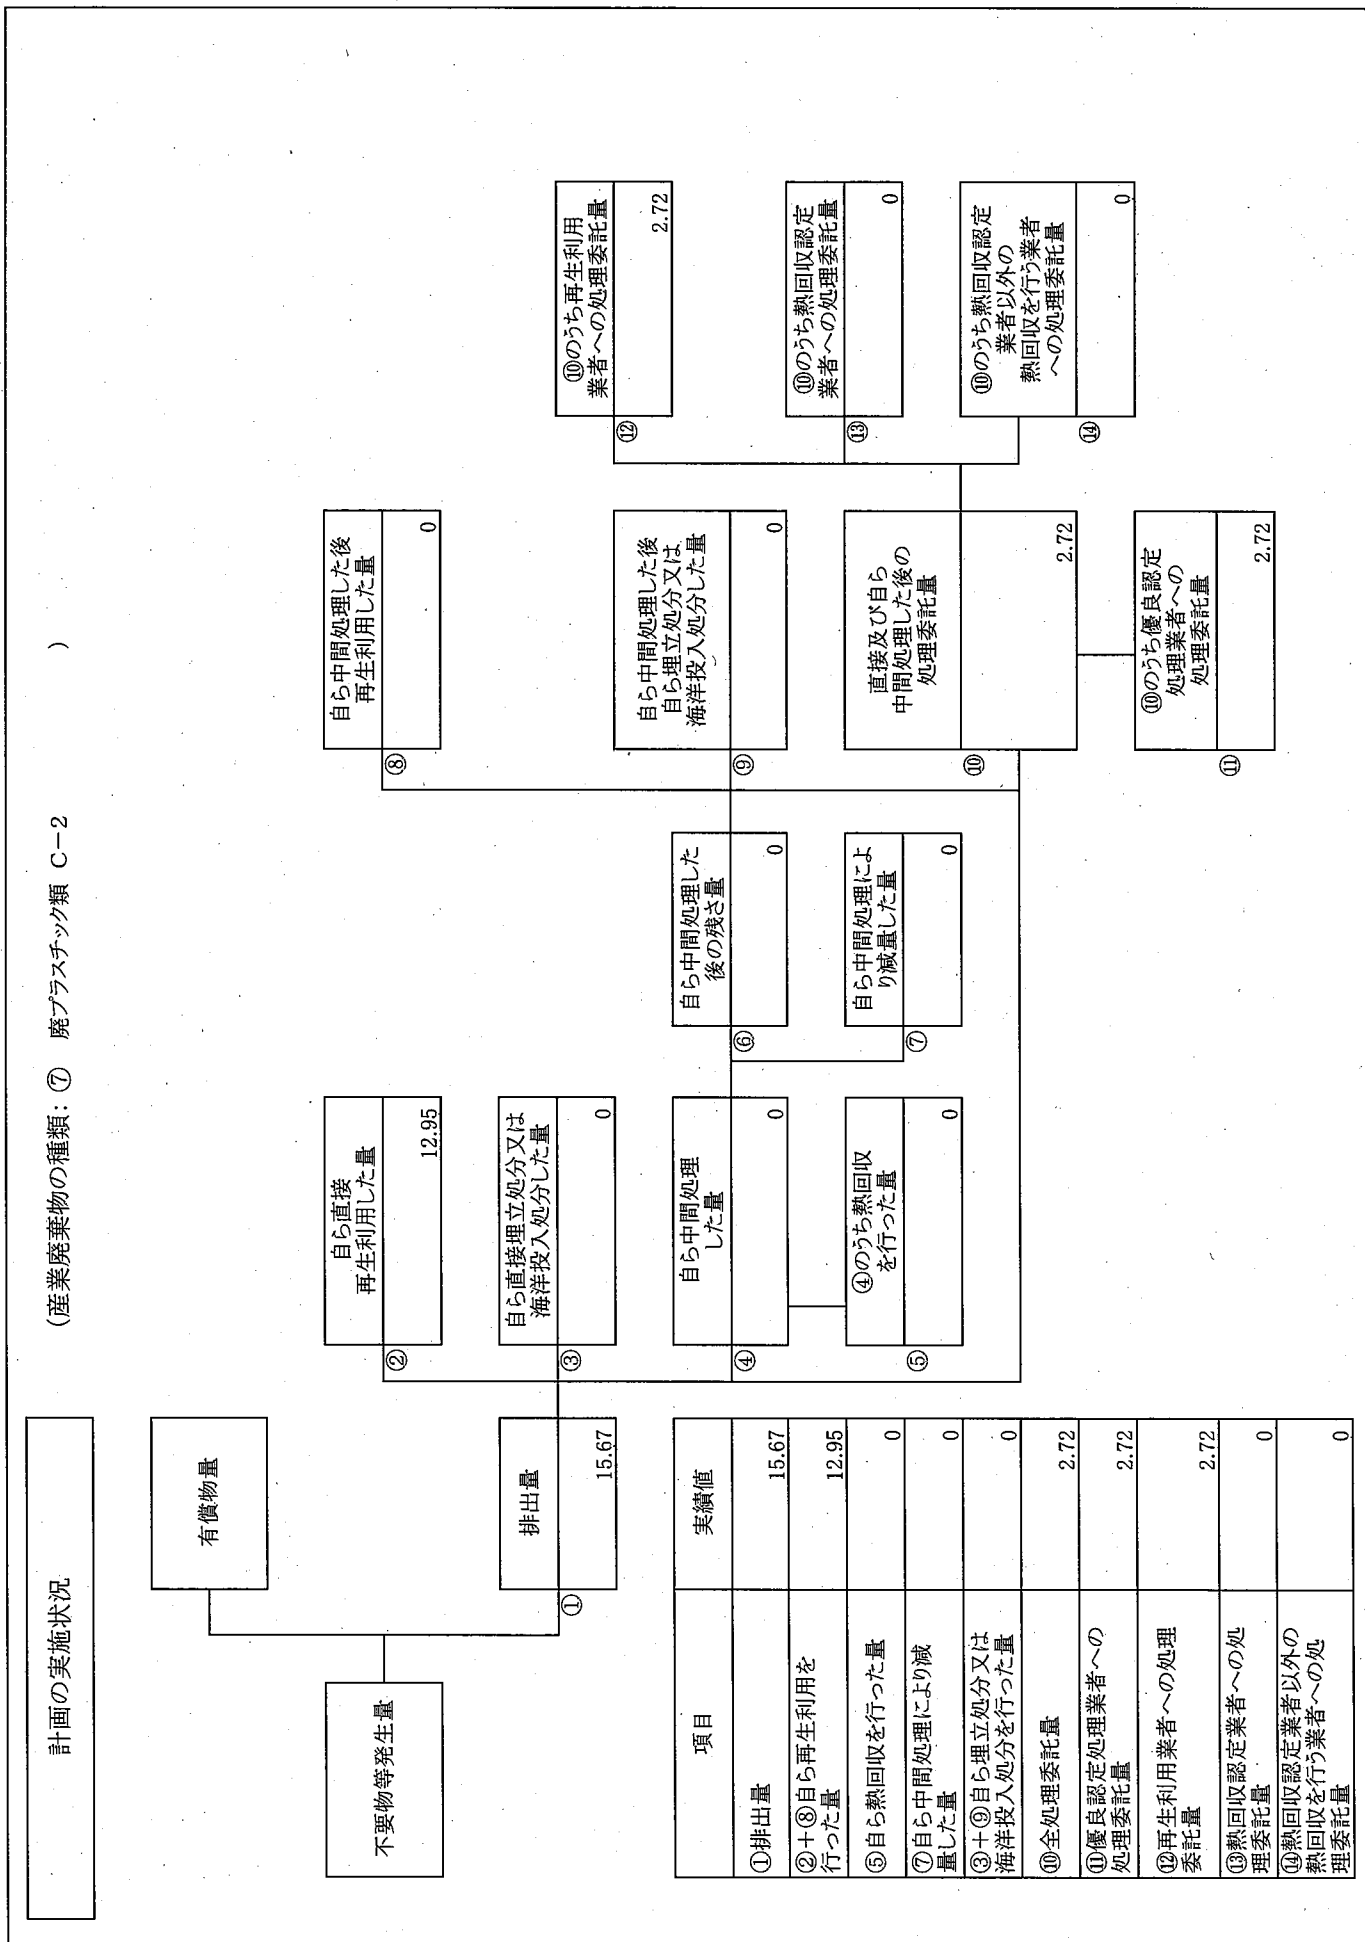 計画の実施状況
(産業廃棄物の種類：⑦　廃プラスチック類 C－2　)
有償物量
不要物等発生量
排出量
①
15.67
自ら直接
再生利用した量
②
12.95
自ら直接埋立処分又は
海洋投入処分した量
③
0
自ら中間処理
した量
④
0
④のうち熱回収
を行った量
⑤
0
自ら中間処理した
後の残さ量
⑥
0
自ら中間処理によ
り減量した量
⑦
0
自ら中間処理した後
再生利用した量
⑧
0
自ら中間処理した後
自ら埋立処分又は
海洋投入処分した量
⑨
0
直接及び自ら
中間処理した後の
処理委託量
⑩
2.72
⑩のうち優良認定
処理業者への
処理委託量
⑪
2.72
⑩のうち再生利用
業者への処理委託量
⑫
2.72
⑩のうち熱回収認定
業者への処理委託量
⑬
0
⑩のうち熱回収認定
業者以外の
熱回収を行う業者
への処理委託量
⑭
0
項目 実績値
①排出量 15.67
②+⑧自ら再生利用を
行った量 12.95
⑤自ら熱回収を行った量 0
⑦自ら中間処理により減
量した量 0
③+⑨自ら埋立処分又は
海洋投入処分を行った量 0
⑩全処理委託量 2.72
⑪優良認定処理業者への
処理委託量 2.72
⑫再生利用業者への処理
委託量 2.72
⑬熱回収認定業者への処
理委託量 0
⑭熱回収認定業者以外の
熱回収を行う業者への処
理委託量 0